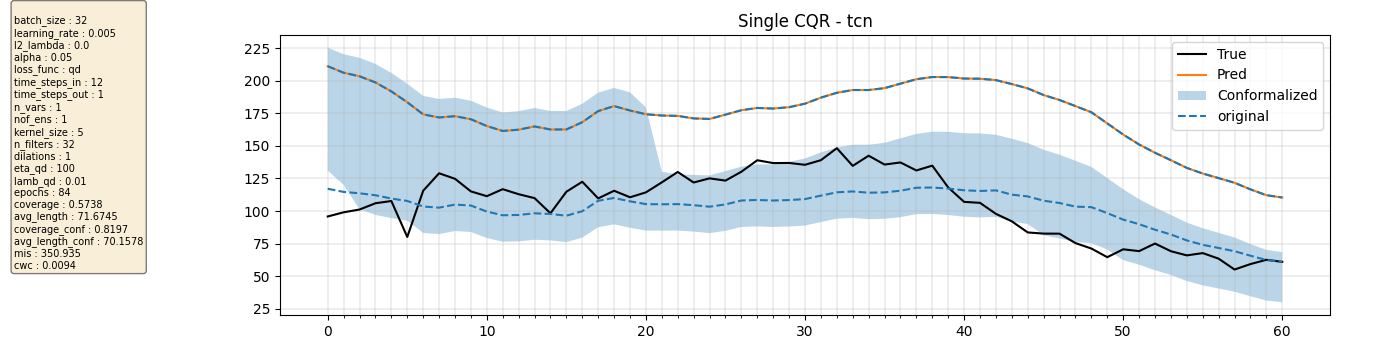 batch_size : 32
learning_rate : 0.005
l2_lambda : 0.0
alpha : 0.05
loss_func : qd
time_steps_in : 12
time_steps_out : 1
n_vars : 1
nof_ens : 1
kernel_size : 5
n_filters : 32
dilations : 1
eta_qd : 100
lamb_qd : 0.01
epochs : 84
coverage : 0.5738
avg_length : 71.6745
coverage_conf : 0.8197
avg_length_conf : 70.1578
mis : 350.935
cwc : 0.0094
Single CQR - tcn
225
200
175
150
125
100
75
50
25
0 10 20 30 40 50 60
True
Pred
Conformalized
original